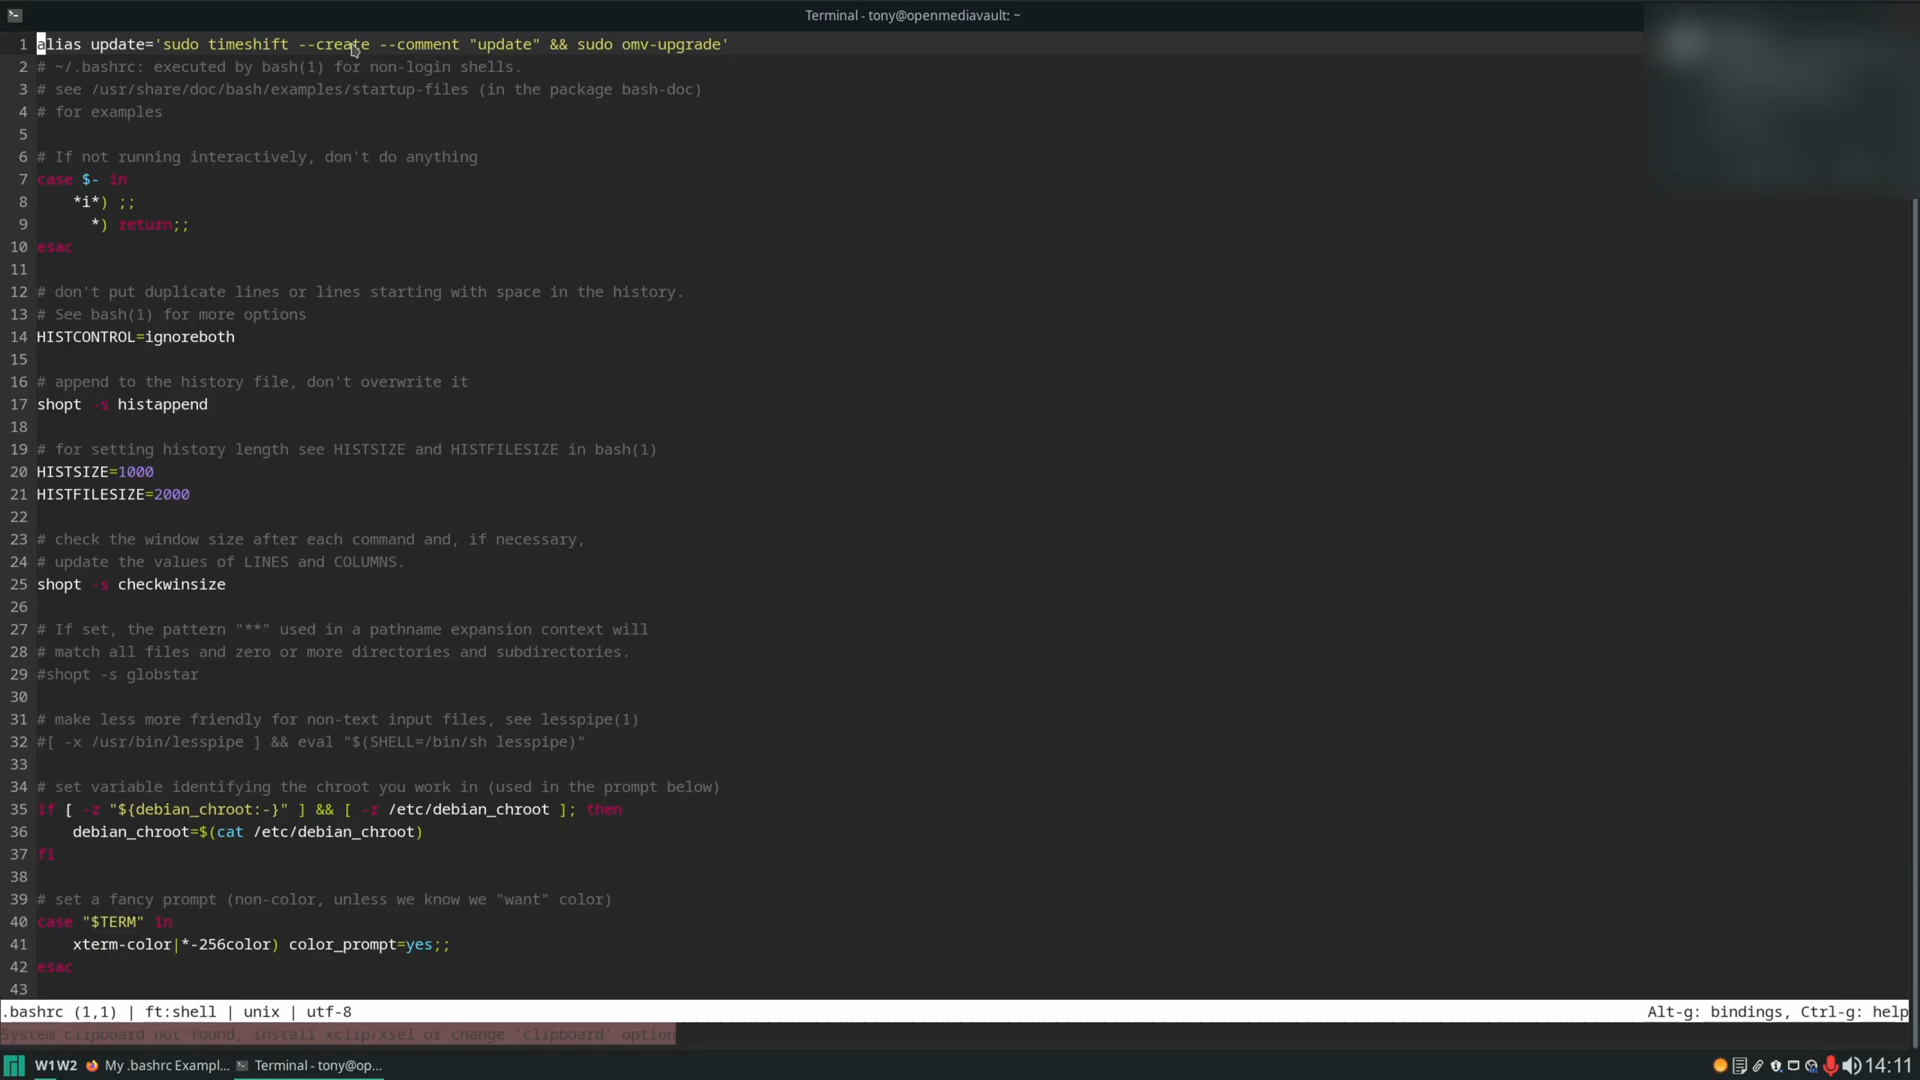 Terminal - tony@openmediavault: ~
1 alias update='sudo timeshift --create --comment "update" && sudo omv-upgrade'
2 # ~/.bashrc: executed by bash(1) for non-login shells.
3 # see /usr/share/doc/bash/examples/startup-files (in the package bash-doc)
4 # for examples
5
6 # If not running interactively, don't do anything
7 case $- in
8     *i*) ;;
9       *) return;;
10 esac
11
12 # don't put duplicate lines or lines starting with space in the history.
13 # See bash(1) for more options
14 HISTCONTROL=ignoreboth
15
16 # append to the history file, don't overwrite it
17 shopt -s histappend
18
19 # for setting history length see HISTSIZE and HISTFILESIZE in bash(1)
20 HISTSIZE=1000
21 HISTFILESIZE=2000
22
23 # check the window size after each command and, if necessary,
24 # update the values of LINES and COLUMNS.
25 shopt -s checkwinsize
26
27 # If set, the pattern "**" used in a pathname expansion context will
28 # match all files and zero or more directories and subdirectories.
29 #shopt -s globstar
30
31 # make less more friendly for non-text input files, see lesspipe(1)
32 #[ -x /usr/bin/lesspipe ] && eval "$(SHELL=/bin/sh lesspipe)"
33
34 # set variable identifying the chroot you work in (used in the prompt below)
35 if [ -z "${debian_chroot:-}" ] && [ -r /etc/debian_chroot ]; then
36     debian_chroot=$(cat /etc/debian_chroot)
37 fi
38
39 # set a fancy prompt (non-color, unless we know we "want" color)
40 case "$TERM" in
41     xterm-color|*-256color) color_prompt=yes;;
42 esac
43
.bashrc (1,1) | ft:shell | unix | utf-8 Alt-g: bindings, Ctrl-g: help
System clipboard not found, install xclip/xsel or change 'clipboard' option
W1W2 My .bashrc Exampl... Terminal - tony@op... 14:11